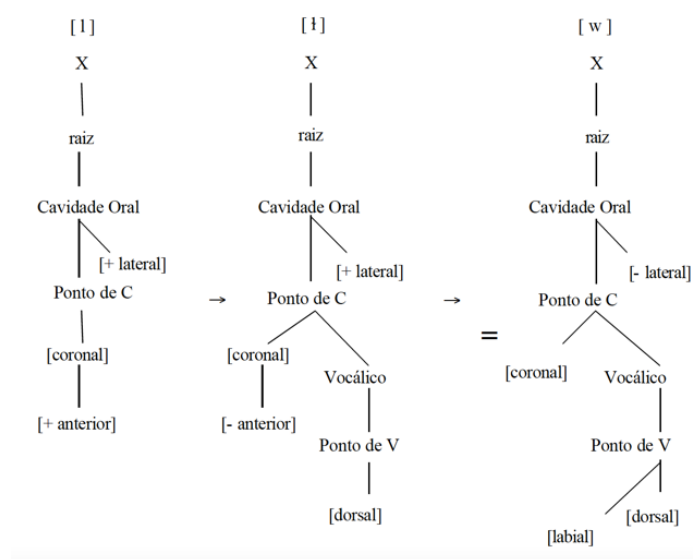 [ l ] [ ɫ ] [ w ]
X X X
raiz raiz raiz
Cavidade Oral Cavidade Oral Cavidade Oral
[+ lateral] [+ lateral] [- lateral]
Ponto de C → Ponto de C → Ponto de C
=
[coronal] [coronal] [coronal]
Vocálico Vocálico
[+ anterior] [- anterior]
Ponto de V Ponto de V
[dorsal] [dorsal]
[labial]